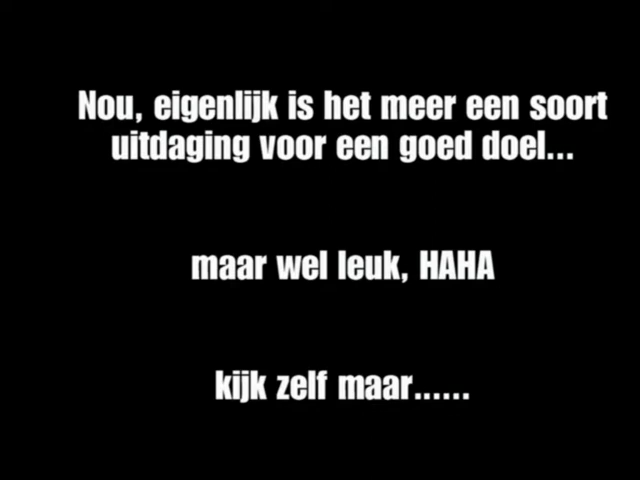 Nou, eigenlijk is het meer een soort
uitdaging voor een goed doel...
maar wel leuk, HAHA
kijk zelf maar......